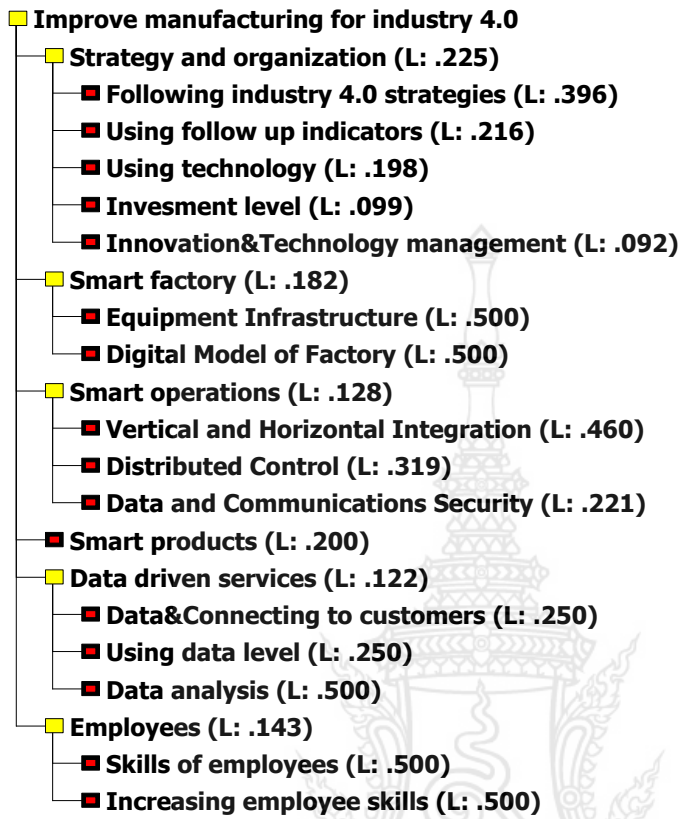 Improve manufacturing for industry 4.0
Strategy and organization (L: .225)
Following industry 4.0 strategies (L: .396)
Using follow up indicators (L: .216)
Using technology (L: .198)
Invesment level (L: .099)
Innovation&Technology management (L: .092)
Smart factory (L: .182)
Equipment Infrastructure (L: .500)
Digital Model of Factory (L: .500)
Smart operations (L: .128)
Vertical and Horizontal Integration (L: .460)
Distributed Control (L: .319)
Data and Communications Security (L: .221)
Smart products (L: .200)
Data driven services (L: .122)
Data&Connecting to customers (L: .250)
Using data level (L: .250)
Data analysis (L: .500)
Employees (L: .143)
Skills of employees (L: .500)
Increasing employee skills (L: .500)